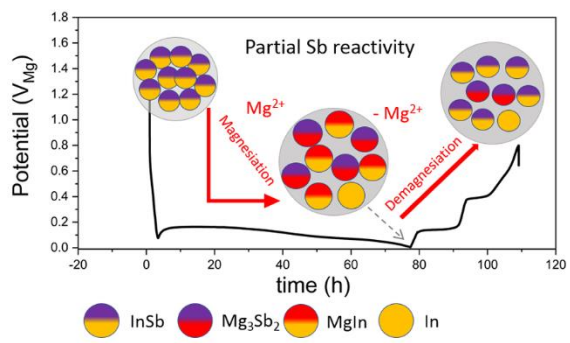 Partial Sb reactivity
Mg2+
- Mg2+
Magnesiation
Demagnesiation
Potential (VMg)
1.8
1.6
1.4
1.2
1.0
0.8
0.6
0.4
0.2
0.0
-20 0 20 40 60 80 100 120
time (h)
InSb Mg3Sb2 MgIn In